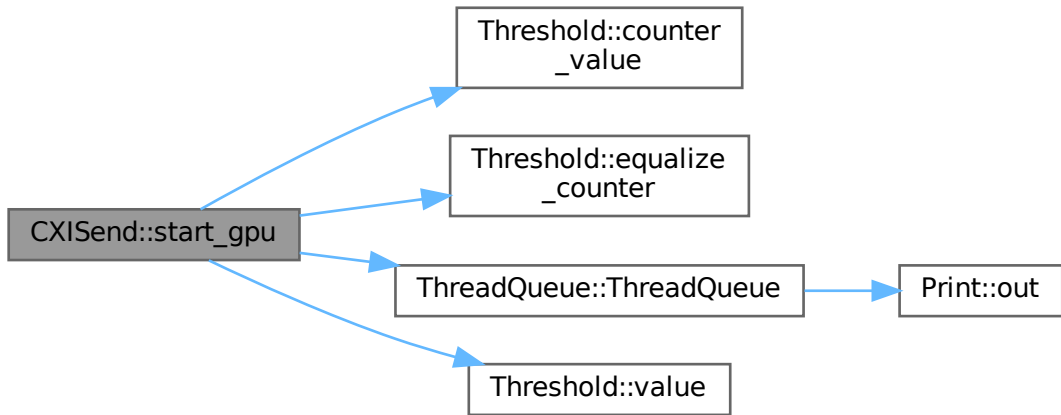 Threshold::counter
_value
Threshold::equalize
_counter
CXISend::start_gpu
ThreadQueue::ThreadQueue
Print::out
Threshold::value